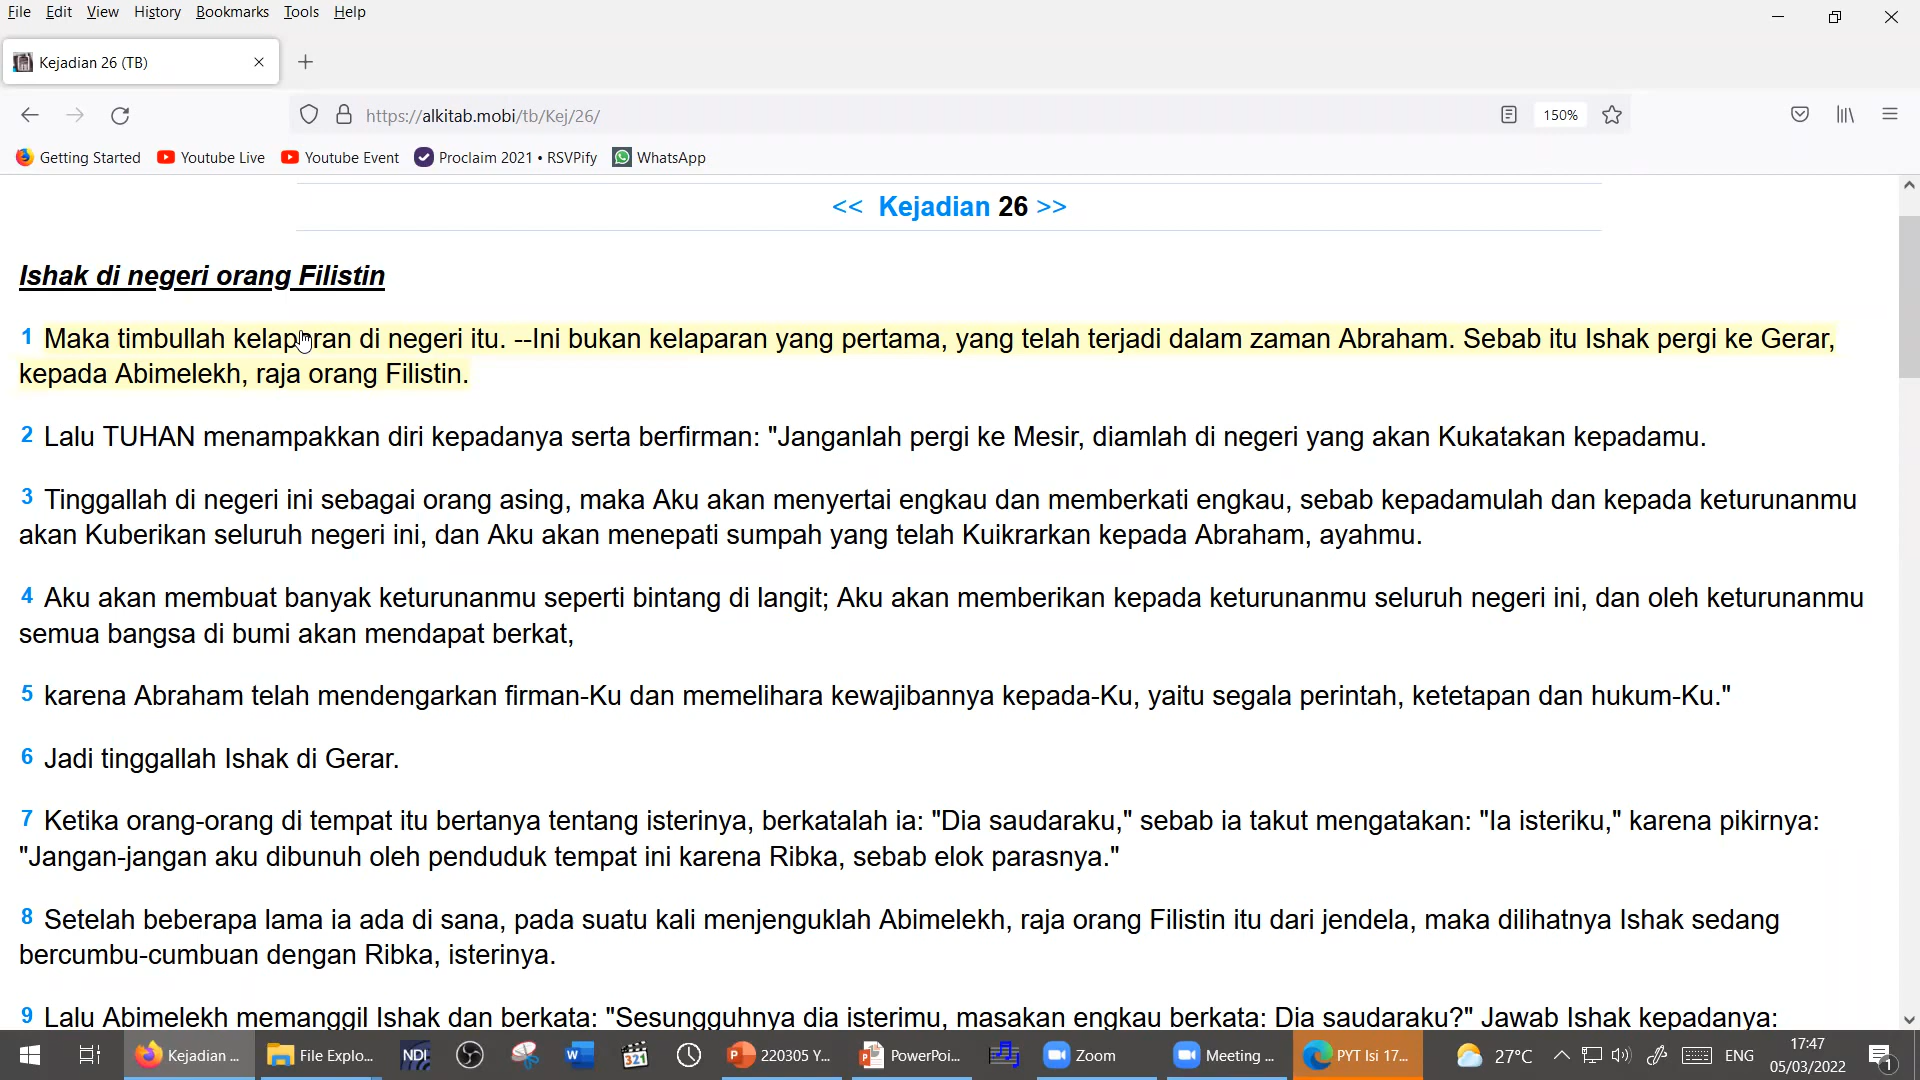 File Edit View History Bookmarks Tools Help
Kejadian 26 (TB)
https://alkitab.mobi/tb/Kej/26/
150%
Getting Started Youtube Live Youtube Event Proclaim 2021 • RSVPify WhatsApp
<< Kejadian 26 >>
Ishak di negeri orang Filistin
1 Maka timbullah kelaparan di negeri itu. --Ini bukan kelaparan yang pertama, yang telah terjadi dalam zaman Abraham. Sebab itu Ishak pergi ke Gerar,
kepada Abimelekh, raja orang Filistin.
2 Lalu TUHAN menampakkan diri kepadanya serta berfirman: "Janganlah pergi ke Mesir, diamlah di negeri yang akan Kukatakan kepadamu.
3 Tinggallah di negeri ini sebagai orang asing, maka Aku akan menyertai engkau dan memberkati engkau, sebab kepadamulah dan kepada keturunanmu
akan Kuberikan seluruh negeri ini, dan Aku akan menepati sumpah yang telah Kuikrarkan kepada Abraham, ayahmu.
4 Aku akan membuat banyak keturunanmu seperti bintang di langit; Aku akan memberikan kepada keturunanmu seluruh negeri ini, dan oleh keturunanmu
semua bangsa di bumi akan mendapat berkat,
5 karena Abraham telah mendengarkan firman-Ku dan memelihara kewajibannya kepada-Ku, yaitu segala perintah, ketetapan dan hukum-Ku."
6 Jadi tinggallah Ishak di Gerar.
7 Ketika orang-orang di tempat itu bertanya tentang isterinya, berkatalah ia: "Dia saudaraku," sebab ia takut mengatakan: "Ia isteriku," karena pikirnya:
"Jangan-jangan aku dibunuh oleh penduduk tempat ini karena Ribka, sebab elok parasnya."
8 Setelah beberapa lama ia ada di sana, pada suatu kali menjenguklah Abimelekh, raja orang Filistin itu dari jendela, maka dilihatnya Ishak sedang
bercumbu-cumbuan dengan Ribka, isterinya.
9 Lalu Abimelekh memanggil Ishak dan berkata: "Sesungguhnya dia isterimu, masakan engkau berkata: Dia saudaraku?" Jawab Ishak kepadanya:
Kejadian ... File Explo... NDI W 321 220305 Y... PowerPoi... Zoom Meeting ... PYT Isi 17... 27°C ENG 17:47
05/03/2022 1